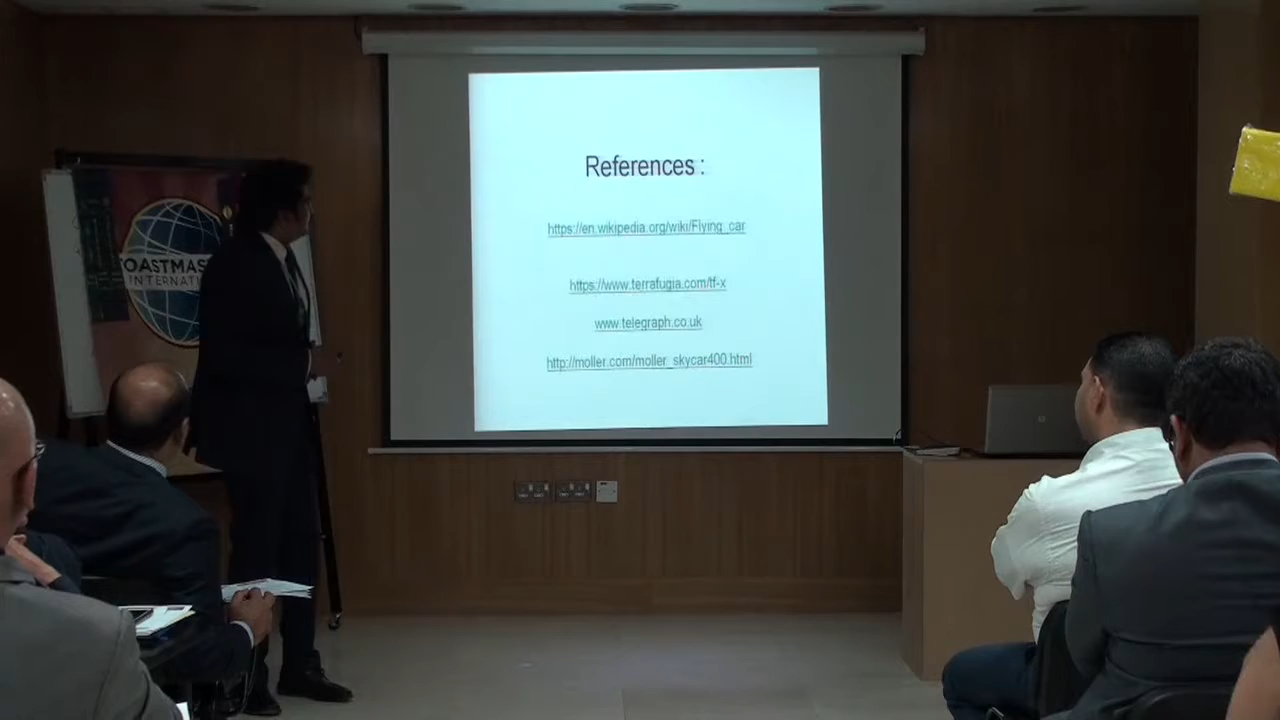 References :
https://en.wikipedia.org/wiki/Flying_car
https://www.terrafugia.com/tf-x
www.telegraph.co.uk
http://moller.com/moller_skycar400.html
OASTMAS
INTERNATI